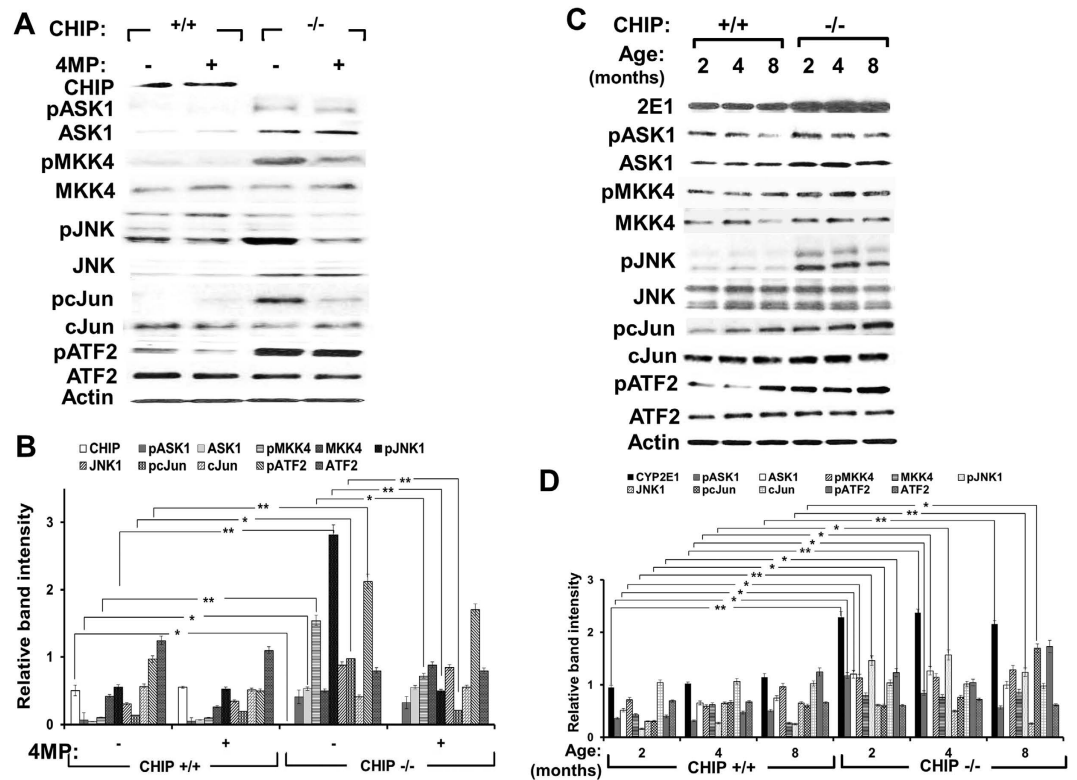 A
CHIP: +/+ -/-
4MP: - + - +
CHIP
pASK1
ASK1
pMKK4
MKK4
pJNK
JNK
pcJun
cJun
pATF2
ATF2
Actin
B
CHIP pASK1 ASK1 pMKK4 MKK4 pJNK1
JNK1 pcJun cJun pATF2 ATF2
Relative band intensity
3
2
1
0
** * ** ** * * ** ** *
4MP: - + - +
CHIP +/+ CHIP -/-
C
CHIP: +/+ -/-
Age: 2 4 8 2 4 8
(months)
2E1
pASK1
ASK1
pMKK4
MKK4
pJNK
JNK
pcJun
cJun
pATF2
ATF2
Actin
D
CYP2E1 pASK1 ASK1 pMKK4 MKK4 pJNK1
JNK1 pcJun cJun pATF2 ATF2
Relative band intensity
3
2
1
0
* ** ** * * * ** * * ** * * * **
Age: 2 4 8 2 4 8
(months) CHIP +/+ CHIP -/-